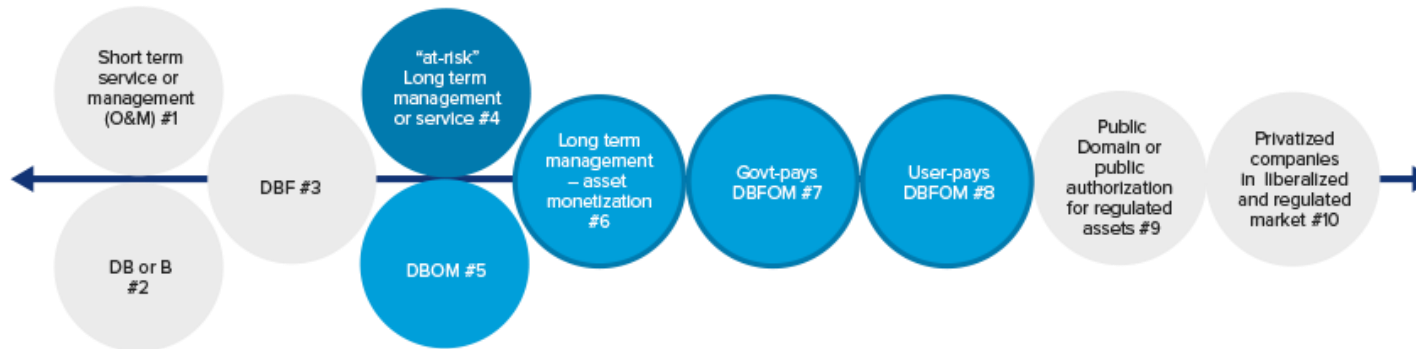 Short term
service or
management
(O&M) #1
DB or B
#2
DBF #3
“at-risk”
Long term
management
or service #4
DBOM #5
Long term
management
– asset
monetization
#6
Govt-pays
DBFOM #7
User-pays
DBFOM #8
Public
Domain or
public
authorization
for regulated
assets #9
Privatized
companies
in liberalized
and regulated
market #10